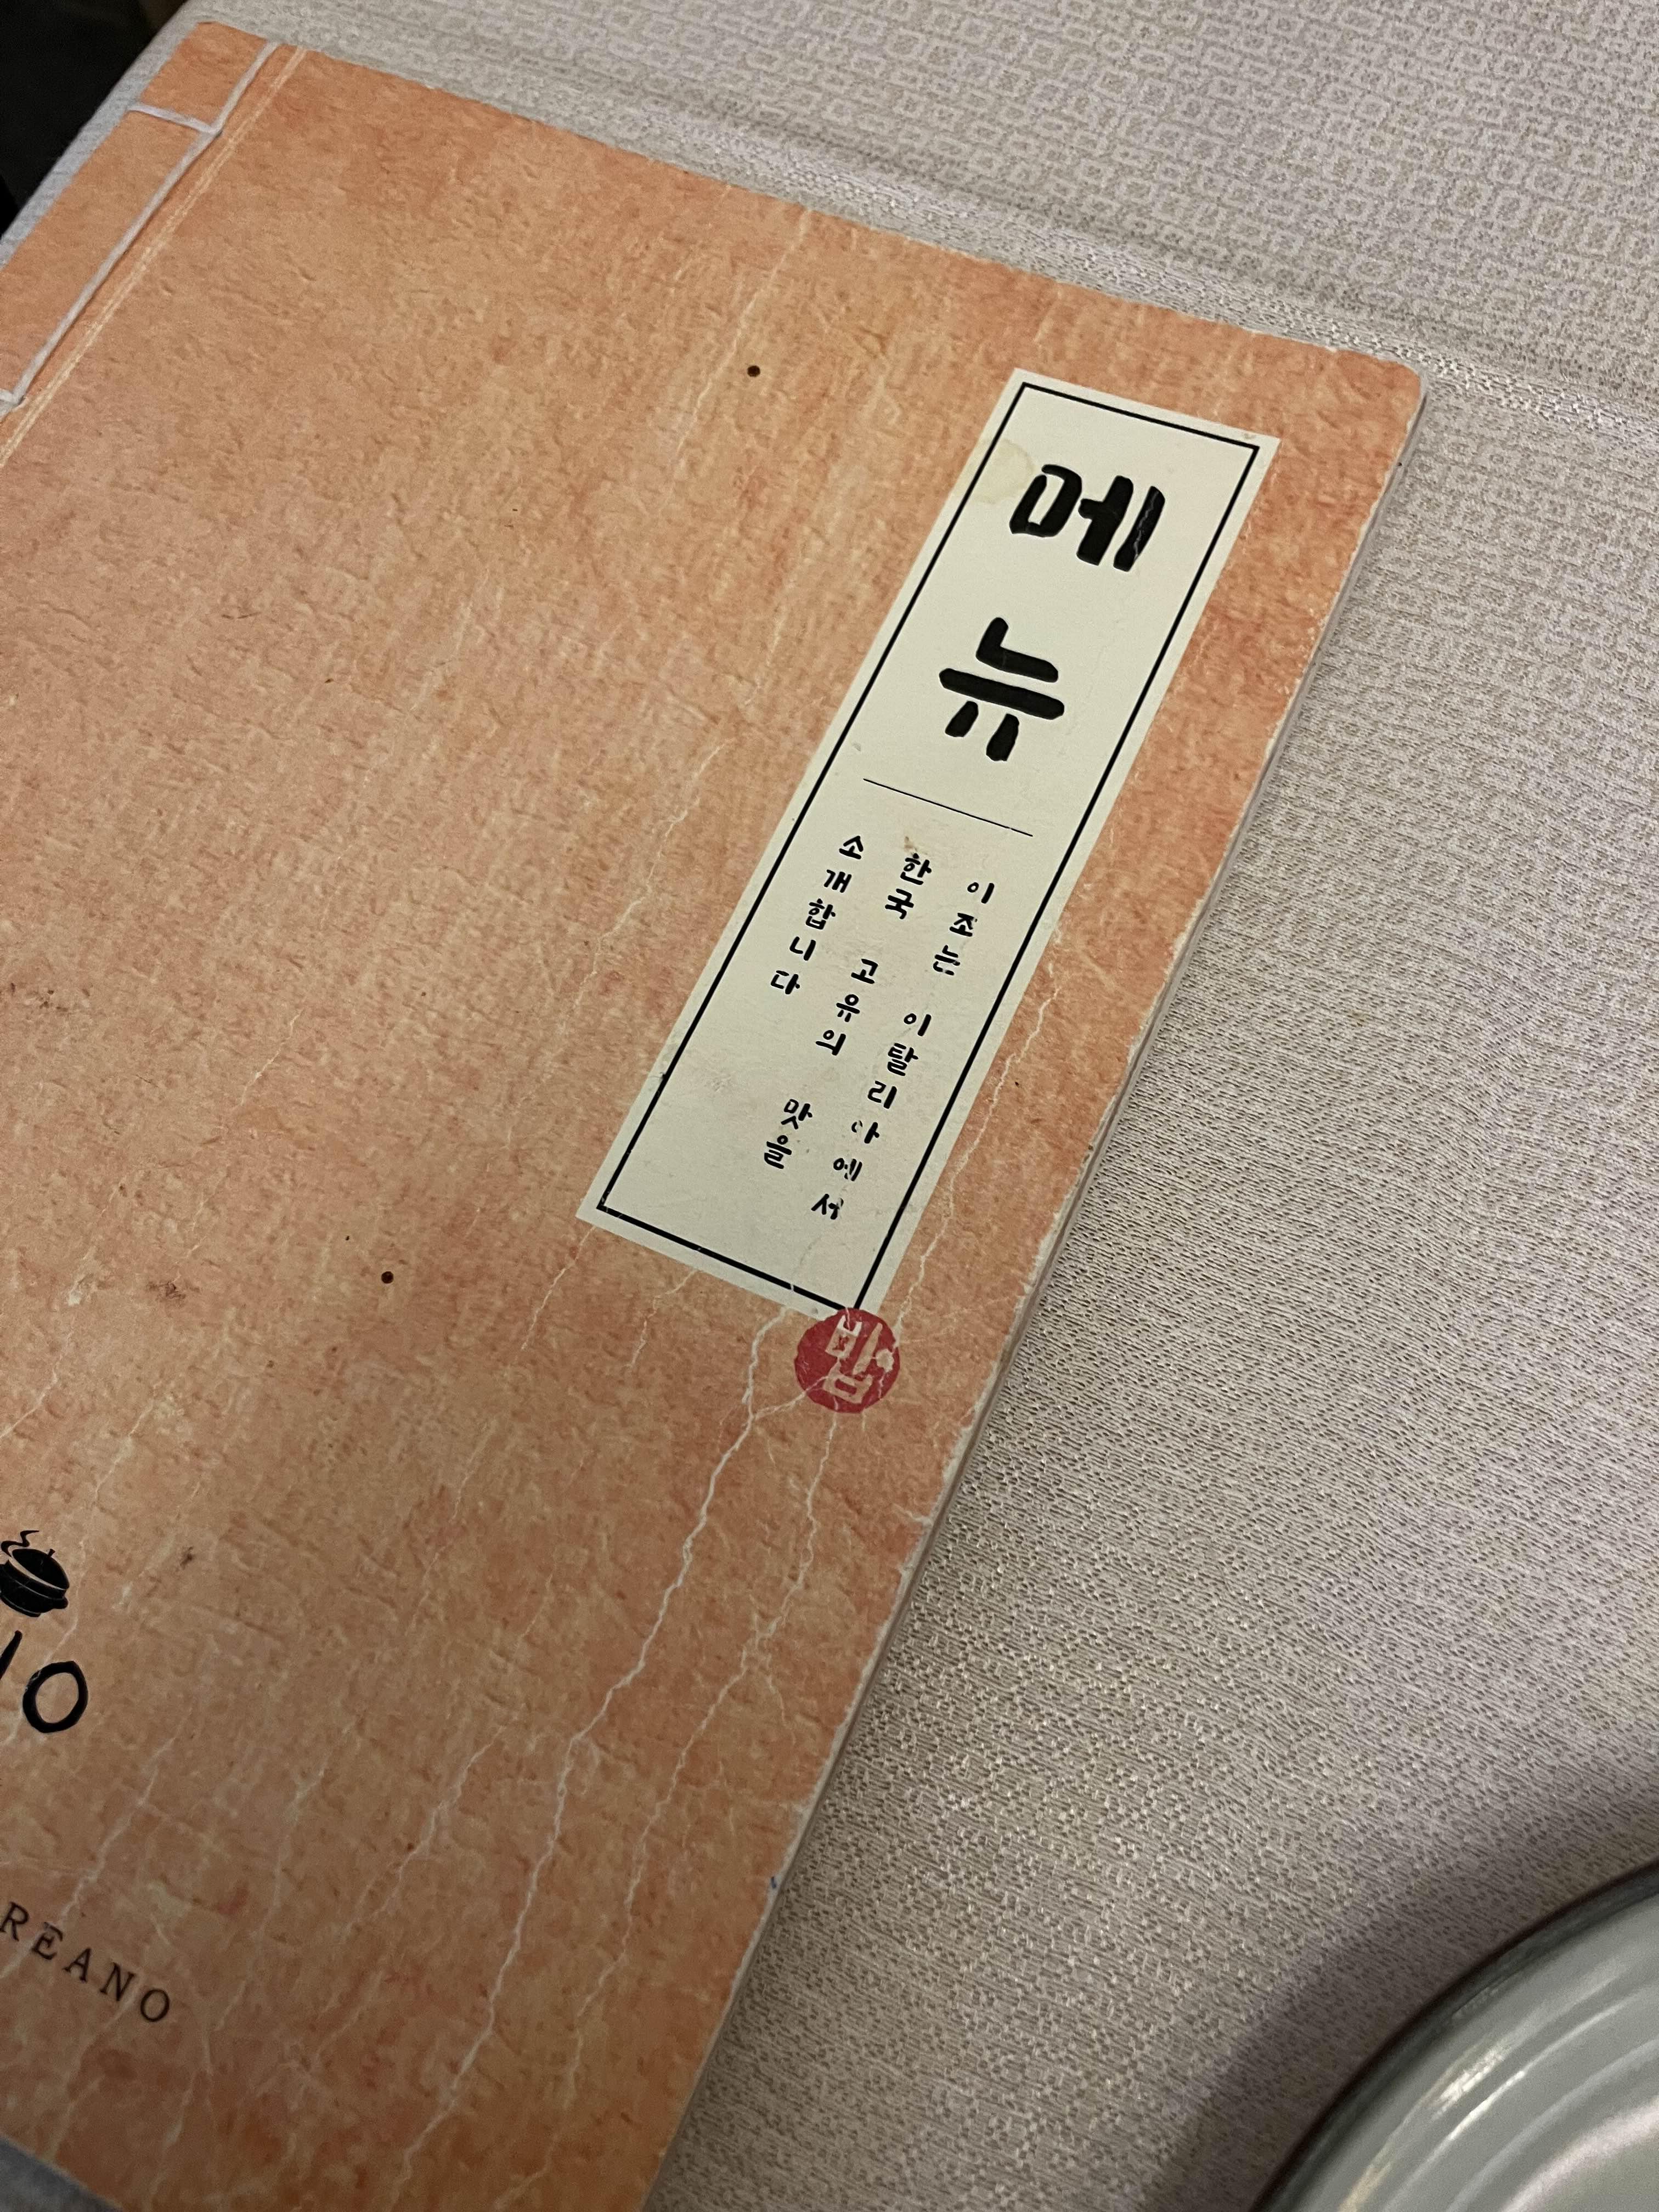 메뉴
이조는 이탈리아에서
한국 고유의 맛을
소개합니다
밥
REANO